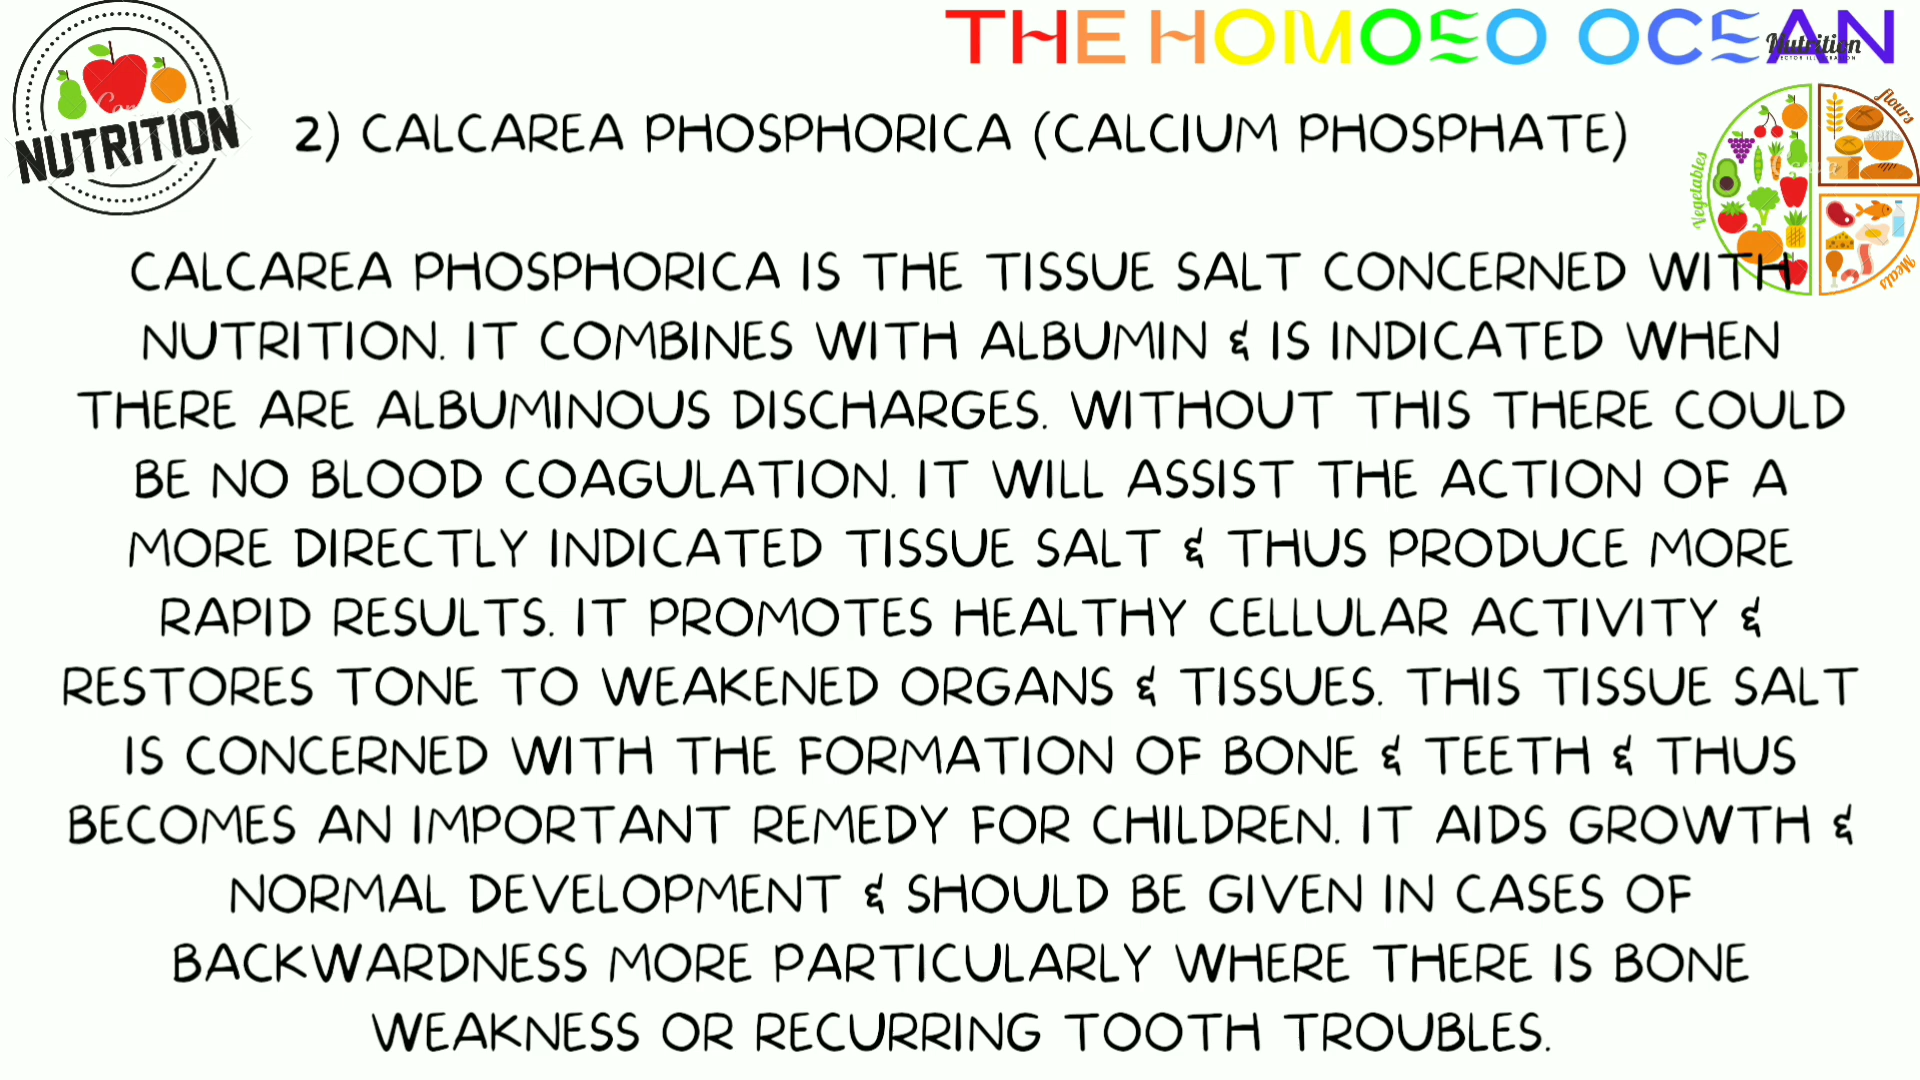 THE HOMOEO OCEAN
Nutrition
NUTRITION
2) CALCAREA PHOSPHORICA (CALCIUM PHOSPHATE)
flours
Vegetables
Meals
CALCAREA PHOSPHORICA IS THE TISSUE SALT CONCERNED WITH
NUTRITION. IT COMBINES WITH ALBUMIN & IS INDICATED WHEN
THERE ARE ALBUMINOUS DISCHARGES. WITHOUT THIS THERE COULD
BE NO BLOOD COAGULATION. IT WILL ASSIST THE ACTION OF A
MORE DIRECTLY INDICATED TISSUE SALT & THUS PRODUCE MORE
RAPID RESULTS. IT PROMOTES HEALTHY CELLULAR ACTIVITY &
RESTORES TONE TO WEAKENED ORGANS & TISSUES. THIS TISSUE SALT
IS CONCERNED WITH THE FORMATION OF BONE & TEETH & THUS
BECOMES AN IMPORTANT REMEDY FOR CHILDREN. IT AIDS GROWTH &
NORMAL DEVELOPMENT & SHOULD BE GIVEN IN CASES OF
BACKWARDNESS MORE PARTICULARLY WHERE THERE IS BONE
WEAKNESS OR RECURRING TOOTH TROUBLES.